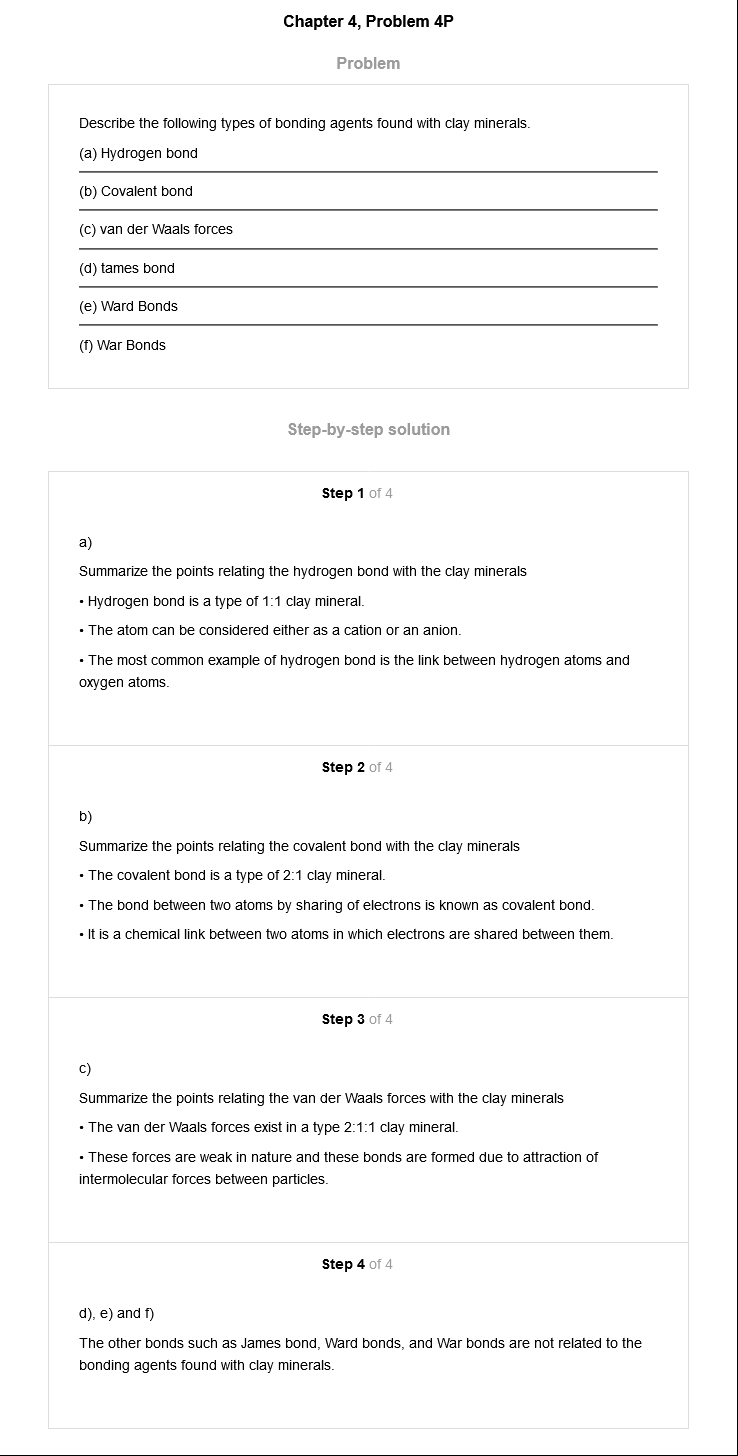 Chapter 4, Problem 4P
Problem
Describe the following types of bonding agents found with clay minerals.
(a) Hydrogen bond
(b) Covalent bond
(c) van der Waals forces
(d) tames bond
(e) Ward Bonds
(f) War Bonds
Step-by-step solution
Step 1 of 4
a)
Summarize the points relating the hydrogen bond with the clay minerals
• Hydrogen bond is a type of 1:1 clay mineral.
• The atom can be considered either as a cation or an anion.
• The most common example of hydrogen bond is the link between hydrogen atoms and
oxygen atoms.
Step 2 of 4
b)
Summarize the points relating the covalent bond with the clay minerals
• The covalent bond is a type of 2:1 clay mineral.
• The bond between two atoms by sharing of electrons is known as covalent bond.
• It is a chemical link between two atoms in which electrons are shared between them.
Step 3 of 4
c)
Summarize the points relating the van der Waals forces with the clay minerals
• The van der Waals forces exist in a type 2:1:1 clay mineral.
• These forces are weak in nature and these bonds are formed due to attraction of
intermolecular forces between particles.
Step 4 of 4
d), e) and f)
The other bonds such as James bond, Ward bonds, and War bonds are not related to the
bonding agents found with clay minerals.